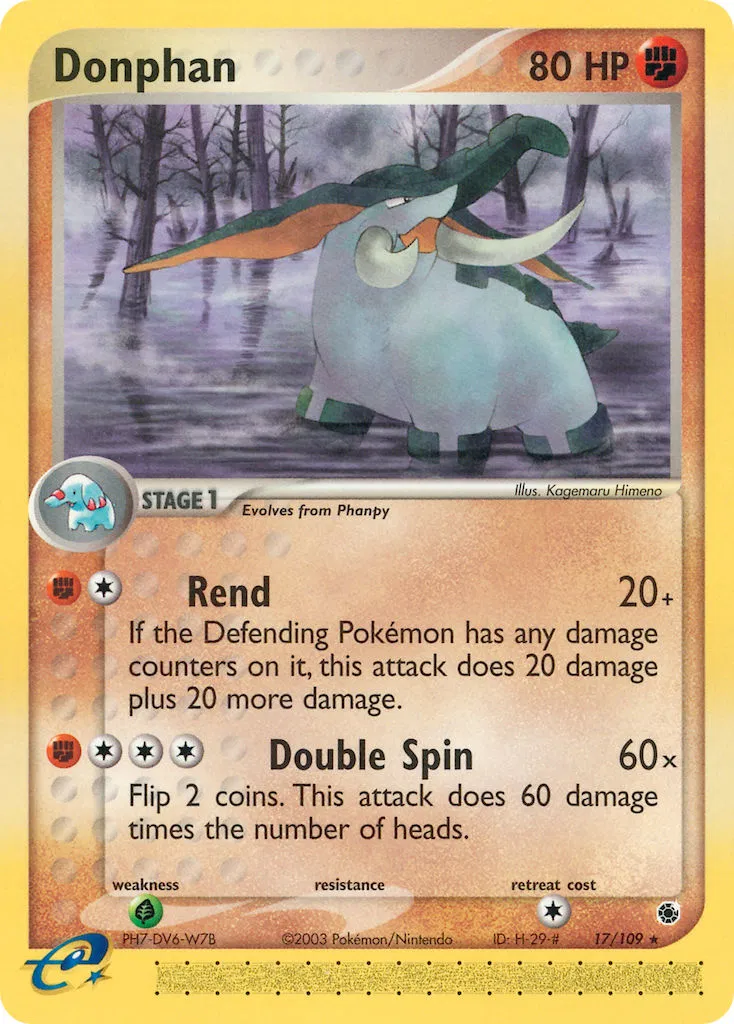 Donphan 80 HP
Illus. Kagemaru Himeno
STAGE 1
Evolves from Phanpy
Rend 20+
If the Defending Pokémon has any damage
counters on it, this attack does 20 damage
plus 20 more damage.
Double Spin 60x
Flip 2 coins. This attack does 60 damage
times the number of heads.
weakness resistance retreat cost
PH7-DV6-W7B ©2003 Pokémon/Nintendo ID: H-29-# 17/109 ★
e